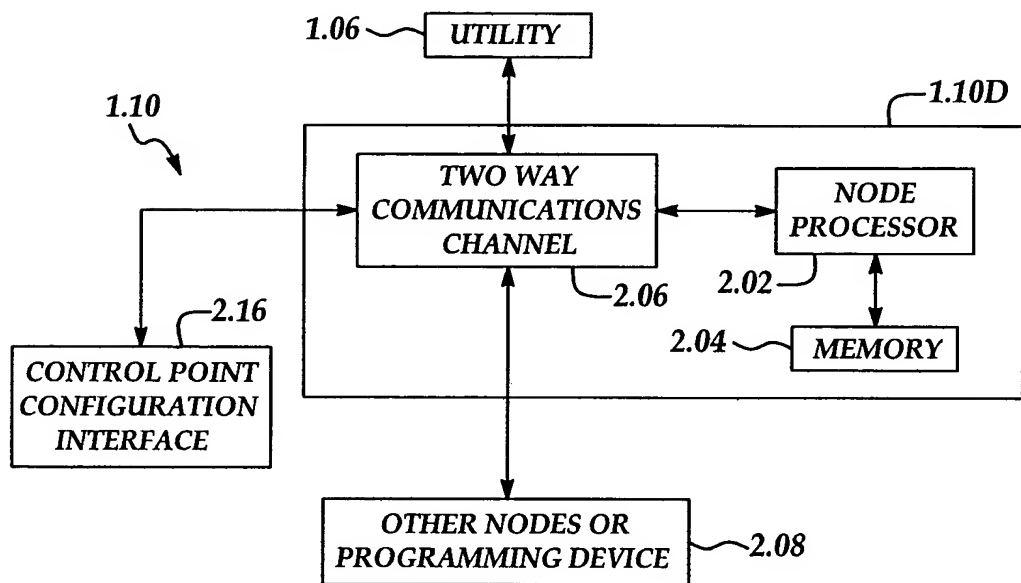 1.06
UTILITY
1.10
1.10D
TWO WAY
COMMUNICATIONS
CHANNEL
NODE
PROCESSOR
2.06
2.02
2.16
2.04
MEMORY
CONTROL POINT
CONFIGURATION
INTERFACE
OTHER NODES OR
PROGRAMMING DEVICE
2.08